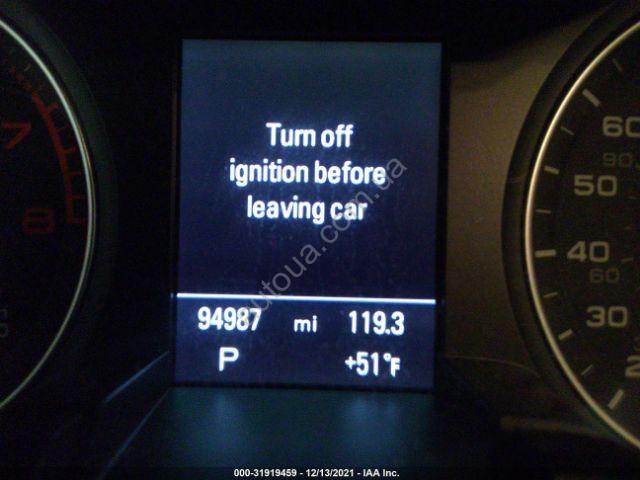 Turn off
ignition before
leaving car
94987 mi 119.3
P +51°F
7
8
60
90
50
40
60
30
autoua.com.ua
000-31919459 - 12/13/2021 - IAA Inc.